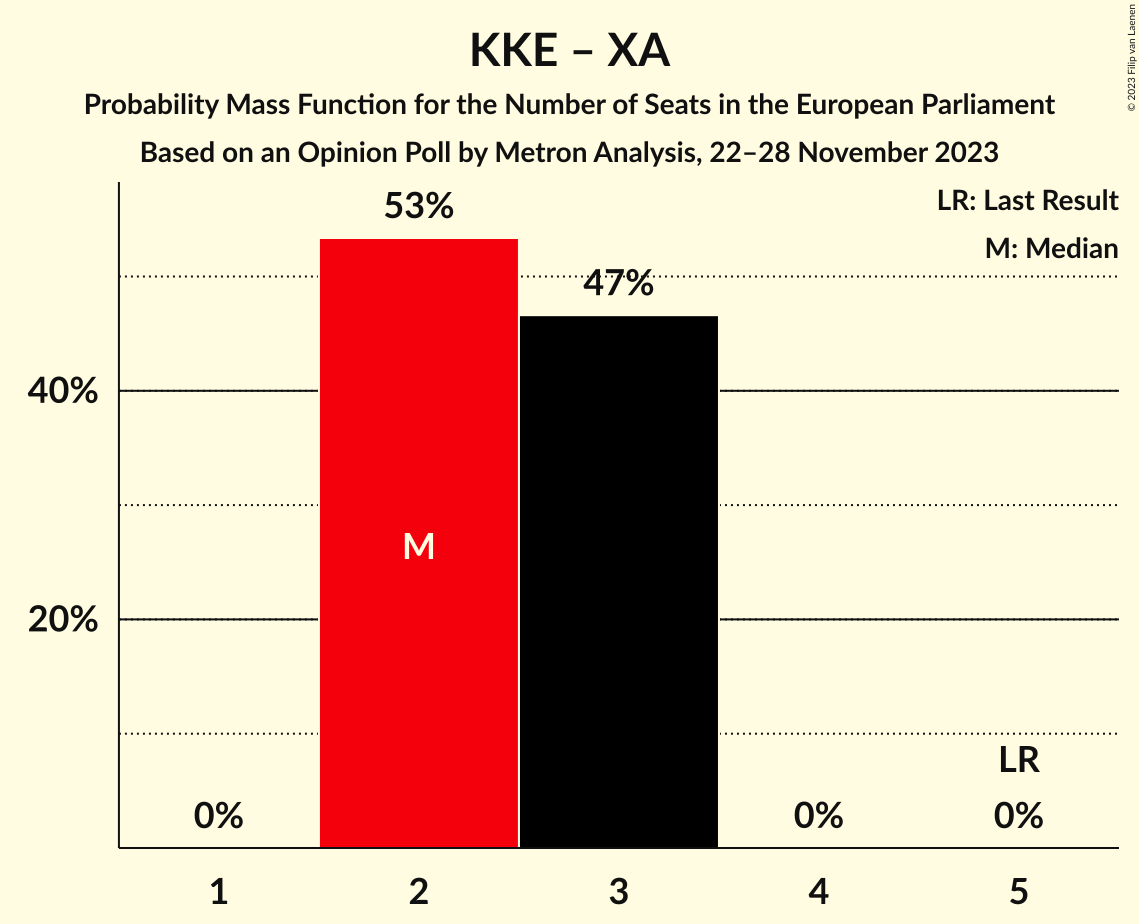 KKE – XA
Probability Mass Function for the Number of Seats in the European Parliament
Based on an Opinion Poll by Metron Analysis, 22–28 November 2023
© 2023 Filip van Laenen
LR: Last Result
M: Median
53%
47%
40%
20%
M
LR
0%
0%
0%
1
2
3
4
5